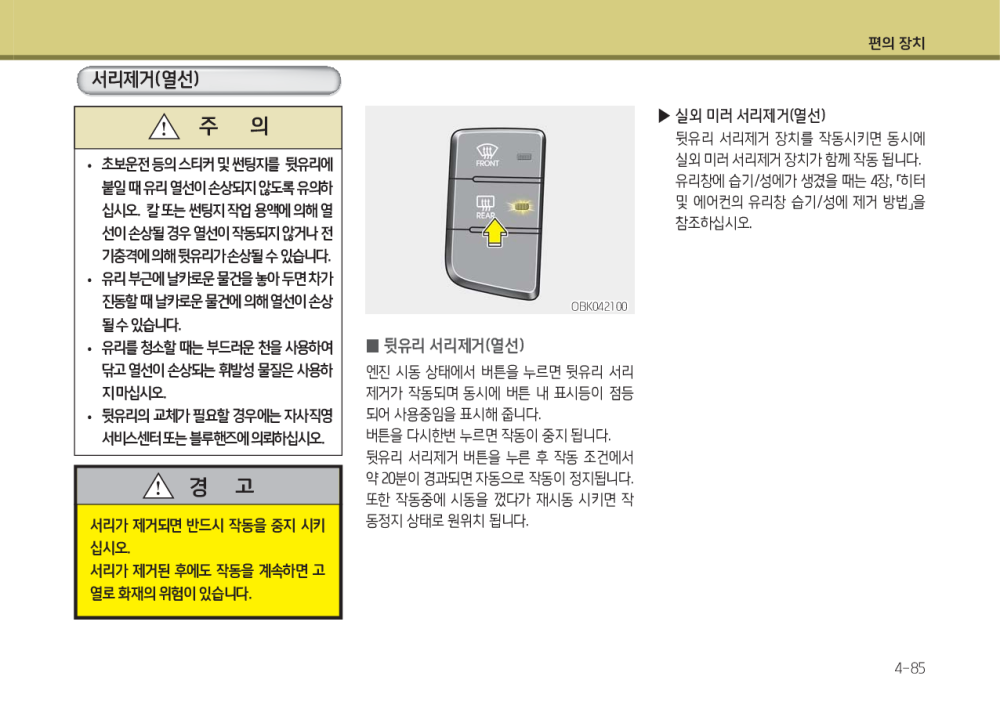 편의 장치
서리제거(열선)
주 의
• 초보운전 등의 스티커 및 썬팅지를 뒷유리에
붙일 때 유리 열선이 손상되지 않도록 유의하
십시오. 칼 또는 썬팅지 작업 용액에 의해 열
선이 손상될 경우 열선이 작동되지 않거나 전
기충격에 의해 뒷유리가 손상될 수 있습니다.
• 유리 부근에 날카로운 물건을 놓아 두면 차가
진동할 때 날카로운 물건에 의해 열선이 손상
될 수 있습니다.
• 유리를 청소할 때는 부드러운 천을 사용하여
닦고 열선이 손상되는 휘발성 물질은 사용하
지 마십시오.
• 뒷유리의 교체가 필요할 경우에는 자사직영
서비스센터 또는 블루핸즈에 의뢰하십시오.
경 고
서리가 제거되면 반드시 작동을 중지 시키
십시오.
서리가 제거된 후에도 작동을 계속하면 고
열로 화재의 위험이 있습니다.
FRONT
REAR
OBK042100
■ 뒷유리 서리제거(열선)
엔진 시동 상태에서 버튼을 누르면 뒷유리 서리
제거가 작동되며 동시에 버튼 내 표시등이 점등
되어 사용중임을 표시해 줍니다.
버튼을 다시한번 누르면 작동이 중지 됩니다.
뒷유리 서리제거 버튼을 누른 후 작동 조건에서
약 20분이 경과되면 자동으로 작동이 정지됩니다.
또한 작동중에 시동을 껐다가 재시동 시키면 작
동정지 상태로 원위치 됩니다.
▶ 실외 미러 서리제거(열선)
뒷유리 서리제거 장치를 작동시키면 동시에
실외 미러 서리제거 장치가 함께 작동 됩니다.
유리창에 습기/성에가 생겼을 때는 4장, 「히터
및 에어컨의 유리창 습기/성에 제거 방법」을
참조하십시오.
4-85